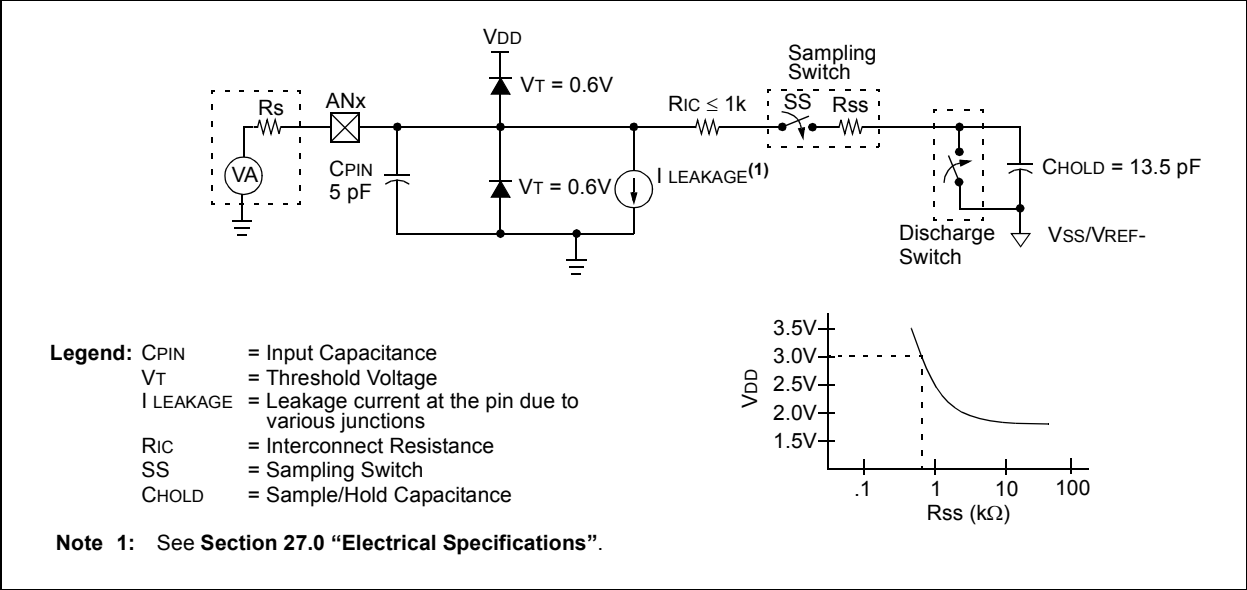 VDD
Sampling
Switch
VT = 0.6V
Rs
ANx
RIC ≤ 1k
SS
Rss
VA
CPIN
5 pF
VT = 0.6V
I LEAKAGE(1)
CHOLD = 13.5 pF
Discharge
Switch
VSS/VREF-
Legend: CPIN = Input Capacitance
VT = Threshold Voltage
I LEAKAGE = Leakage current at the pin due to
various junctions
RIC = Interconnect Resistance
SS = Sampling Switch
CHOLD = Sample/Hold Capacitance
VDD
3.5V
3.0V
2.5V
2.0V
1.5V
.1 1 10 100
Rss (kΩ)
Note 1: See Section 27.0 “Electrical Specifications”.